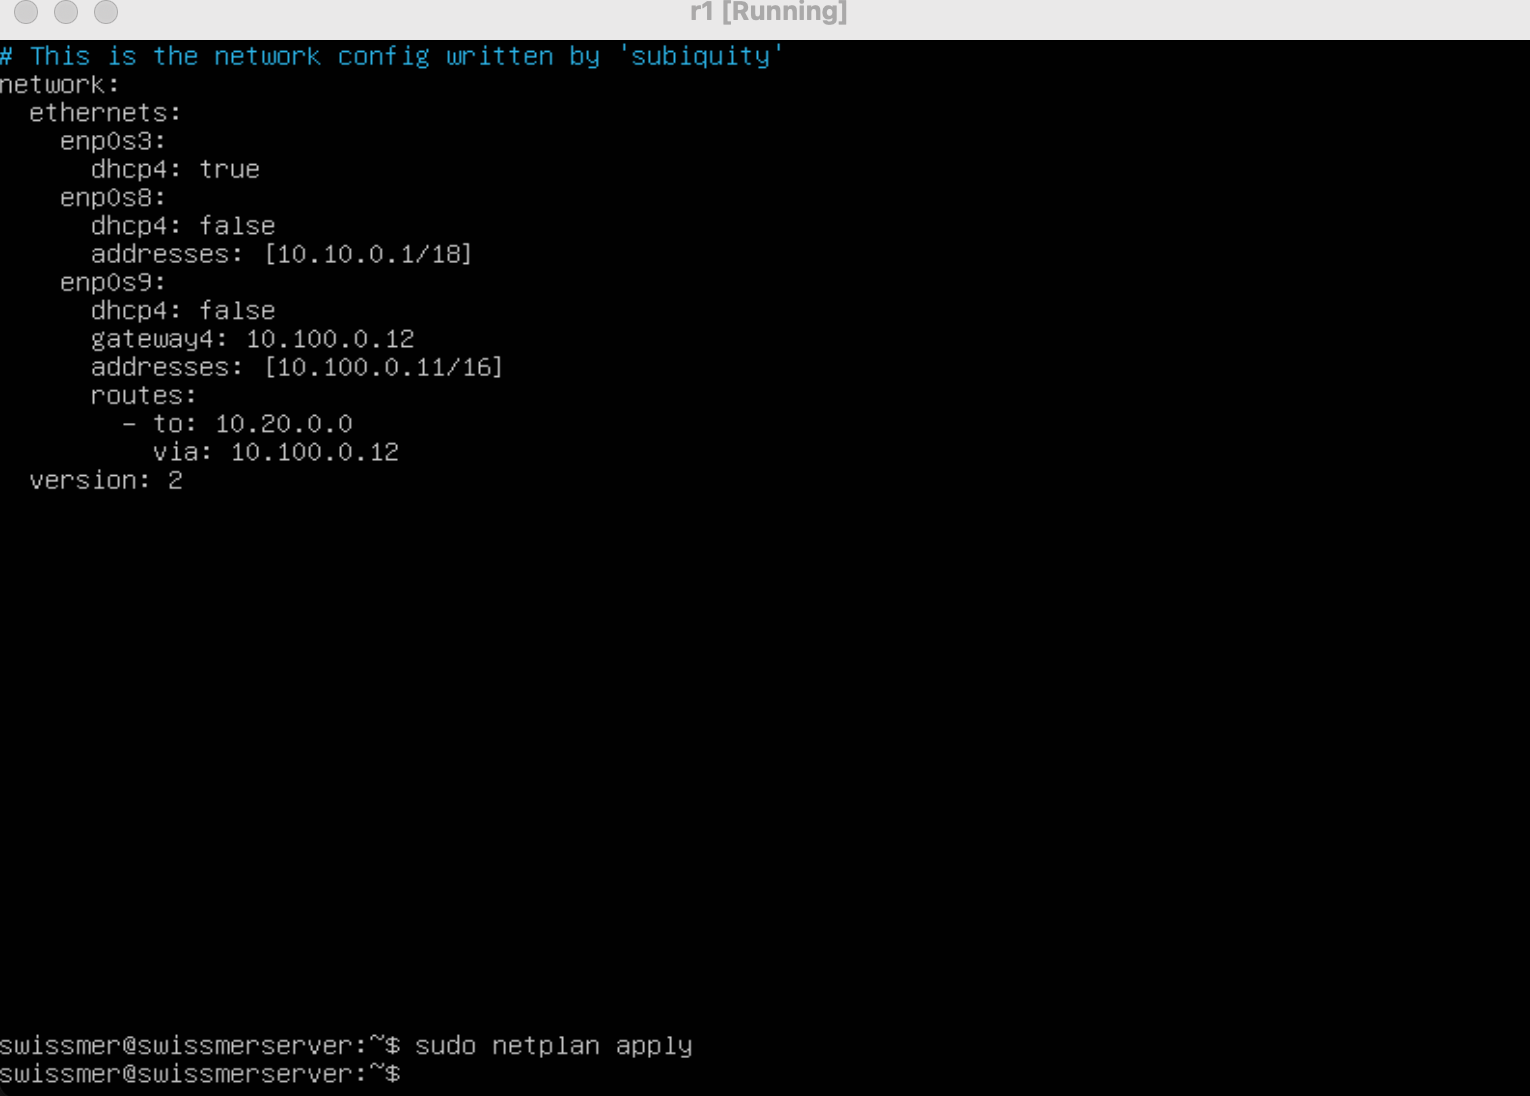 r1 [Running]
# This is the network config written by 'subiquity'
network:
  ethernets:
    enp0s3:
      dhcp4: true
    enp0s8:
      dhcp4: false
      addresses: [10.10.0.1/18]
    enp0s9:
      dhcp4: false
      gateway4: 10.100.0.12
      addresses: [10.100.0.11/16]
      routes:
        - to: 10.20.0.0
          via: 10.100.0.12
  version: 2
swissmer@swissmerserver:~$ sudo netplan apply
swissmer@swissmerserver:~$